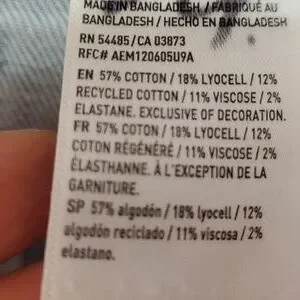 MADE IN BANGLADESH / FABRIQUÉ AU
BANGLADESH / HECHO EN BANGLADESH
RN 54485 / CA 03873
RFC# AEM120605U9A
EN 57% COTTON / 18% LYOCELL / 12%
RECYCLED COTTON / 11% VISCOSE / 2%
ELASTANE. EXCLUSIVE OF DECORATION.
FR 57% COTON / 18% LYOCELL / 12%
COTON RÉGÉNÉRÉ / 11% VISCOSE / 2%
ÉLASTHANNE. À L'EXCEPTION DE LA
GARNITURE.
SP 57% algodón / 18% lyocell / 12%
algodón reciclado / 11% viscosa / 2%
elastano.